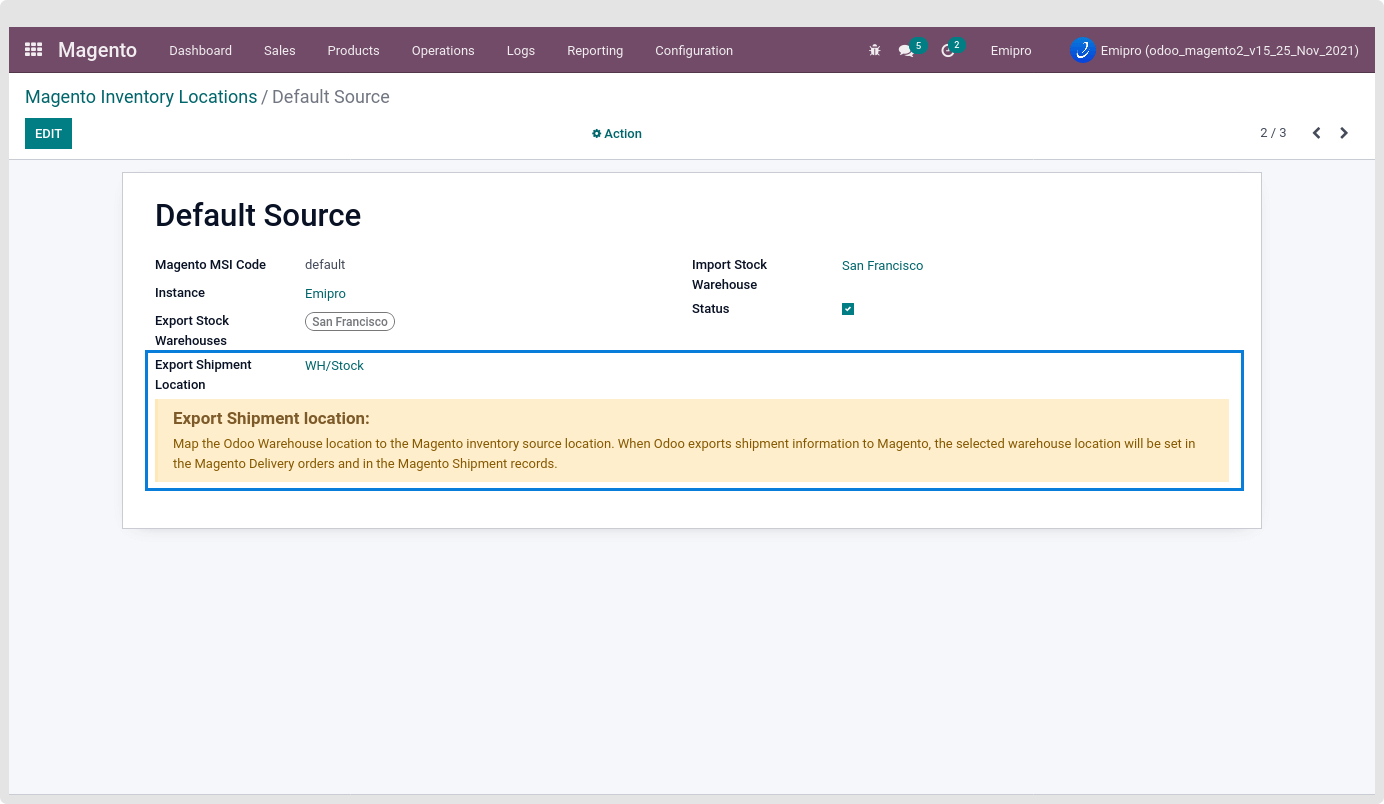 Magento Dashboard Sales Products Operations Logs Reporting Configuration 5 2 Emipro Emipro (odoo_magento2_v15_25_Nov_2021)
Magento Inventory Locations / Default Source
EDIT Action 2 / 3
Default Source
Magento MSI Code default
Instance Emipro
Export Stock San Francisco
Warehouses
Import Stock San Francisco
Warehouse
Status
Export Shipment WH/Stock
Location
Export Shipment location:
Map the Odoo Warehouse location to the Magento inventory source location. When Odoo exports shipment information to Magento, the selected warehouse location will be set in
the Magento Delivery orders and in the Magento Shipment records.